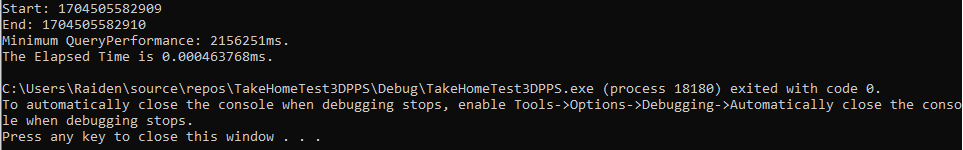 Start: 1704505582909
End: 1704505582910
Minimum QueryPerformance: 2156251ms.
The Elapsed Time is 0.000463768ms.
C:\Users\Raiden\source\repos\TakeHomeTest3DPPS\Debug\TakeHomeTest3DPPS.exe (process 18180) exited with code 0.
To automatically close the console when debugging stops, enable Tools->Options->Debugging->Automatically close the conso
le when debugging stops.
Press any key to close this window . . .